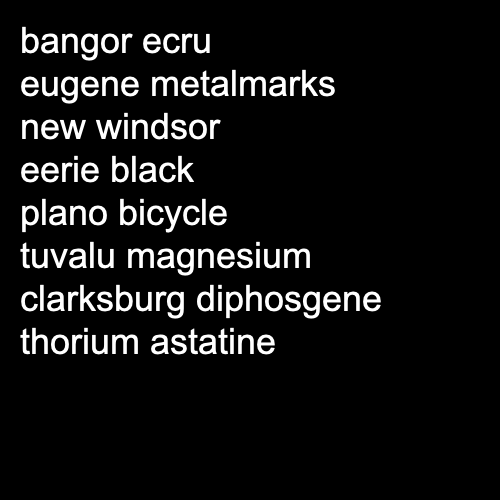 bangor ecru
eugene metalmarks
new windsor
eerie black
plano bicycle
tuvalu magnesium
clarksburg diphosgene
thorium astatine